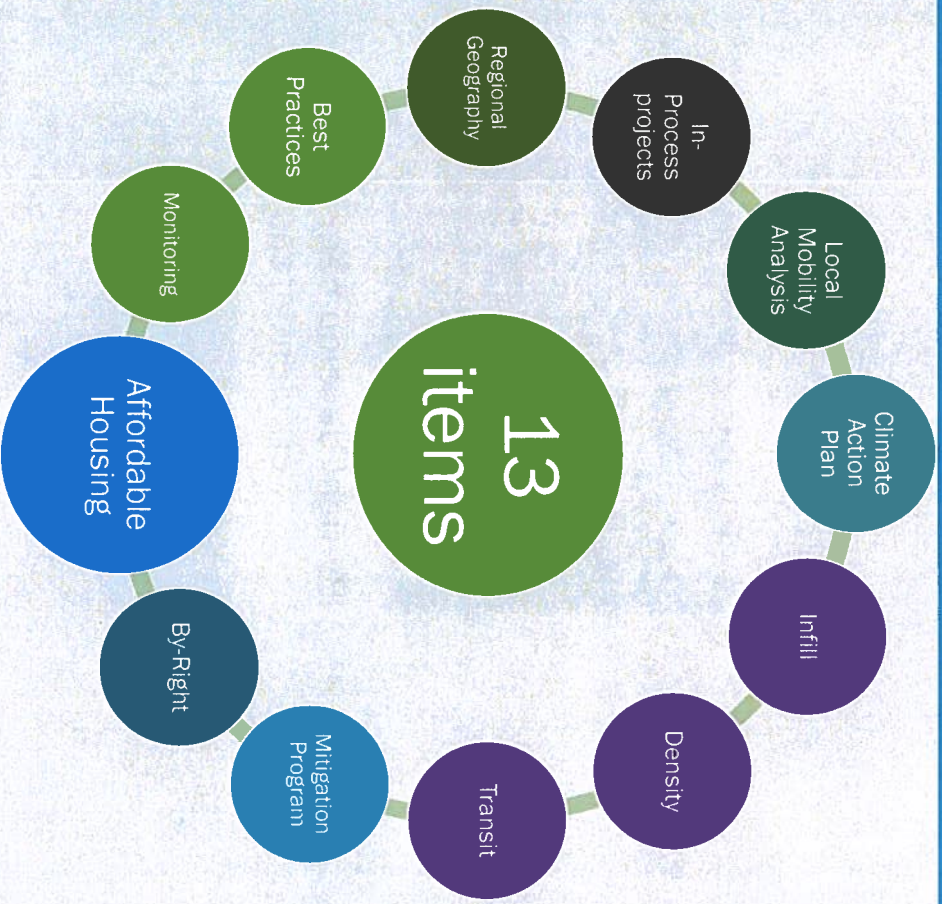 13
items
Climate
Action
Plan
Infill
Density
Transit
Mitigation
Program
By-Right
Affordable
Housing
Monitoring
Best
Practices
Regional
Geography
In-
Process
projects
Local
Mobility
Analysis